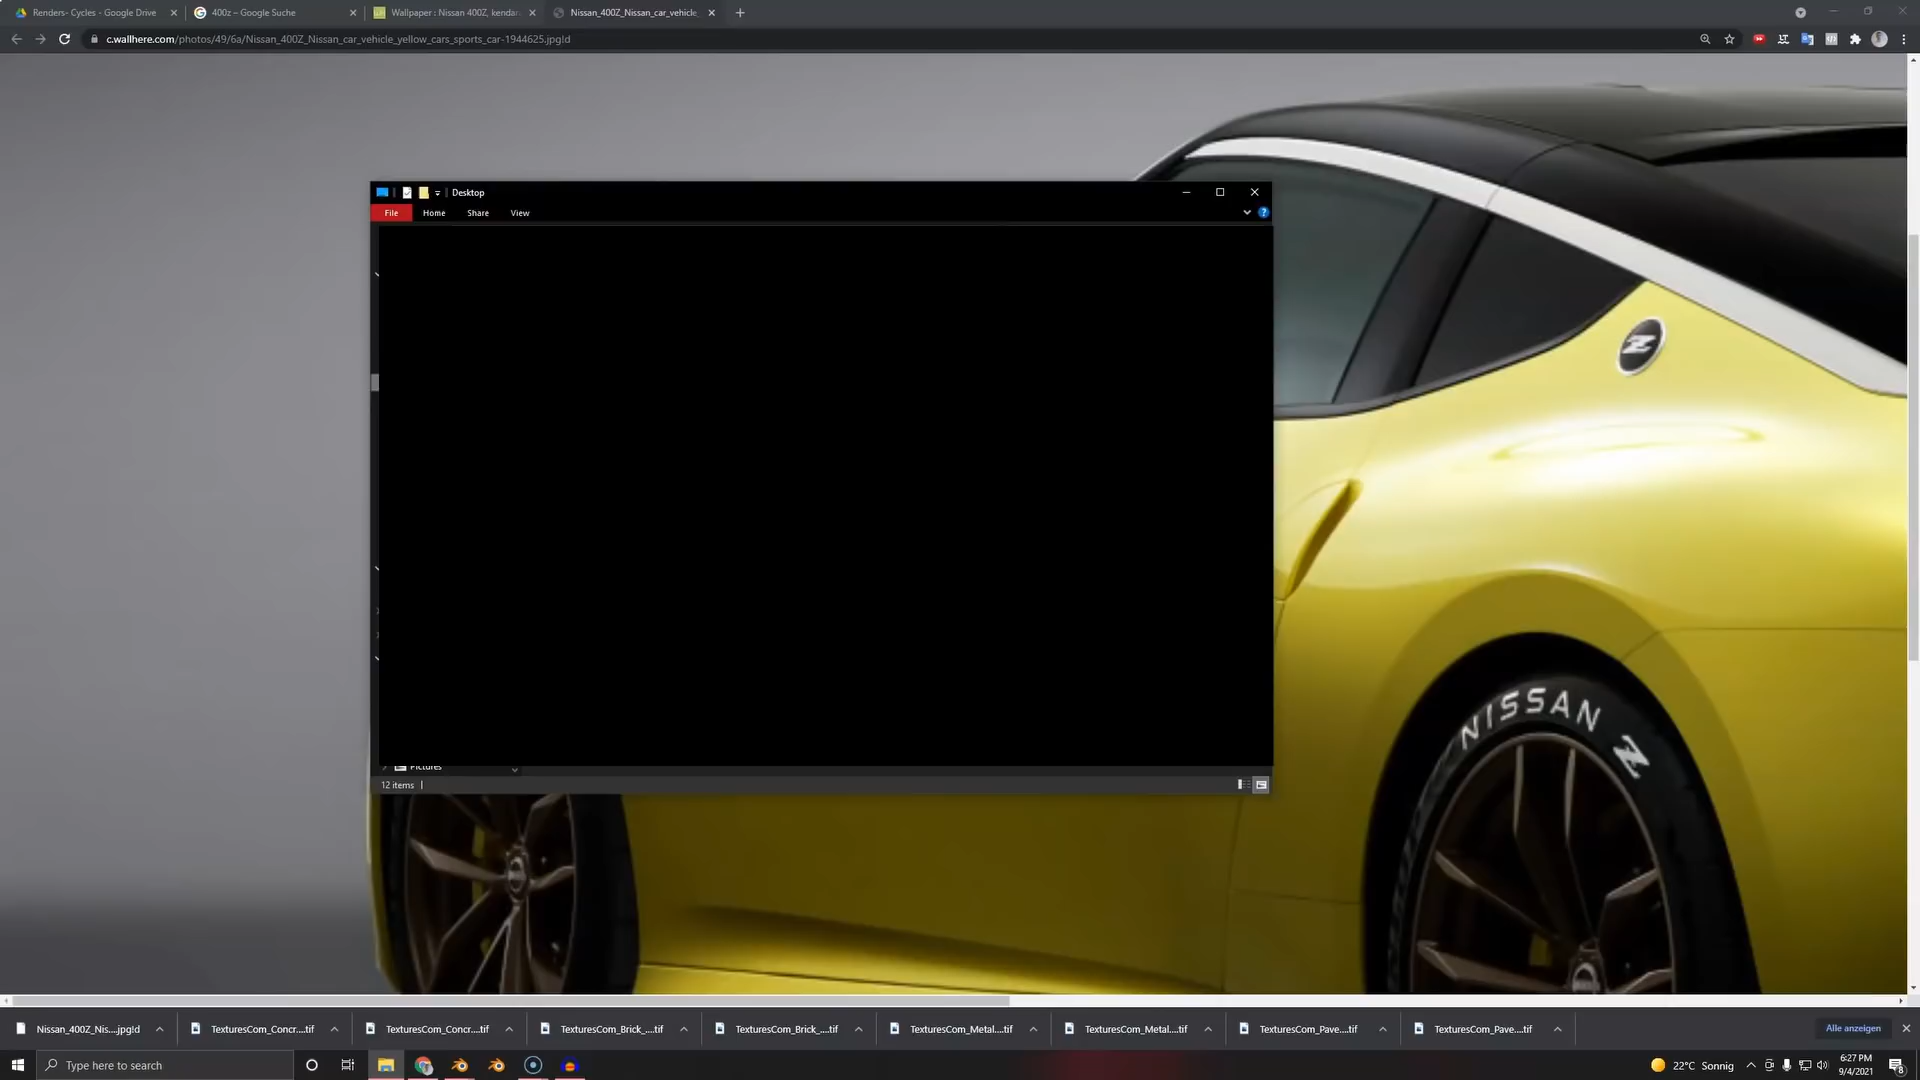 Renders- Cycles - Google Drive
400z – Google Suche
Wallpaper : Nissan 400Z, kendar
Nissan_400Z_Nissan_car_vehicle_
c.wallhere.com/photos/49/6a/Nissan_400Z_Nissan_car_vehicle_yellow_cars_sports_car-1944625.jpg!d
Desktop
File Home Share View
Z
NISSAN Z
Pictures
12 items
Nissan_400Z_Nis....jpg!d
TexturesCom_Concr....tif
TexturesCom_Concr....tif
TexturesCom_Brick_....tif
TexturesCom_Brick_....tif
TexturesCom_Metal....tif
TexturesCom_Metal....tif
TexturesCom_Pave....tif
TexturesCom_Pave....tif
Alle anzeigen
Type here to search
22°C Sonnig
6:27 PM
9/4/2021
8